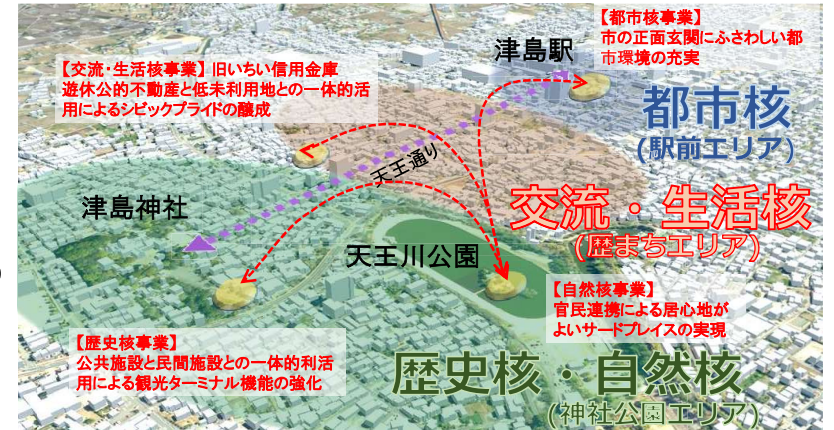 【都市核事業】
市の正面玄関にふさわしい都
市環境の充実
津島駅
【交流・生活核事業】 旧いちい信用金庫
遊休公的不動産と低未利用地との一体的活
用によるシビックプライドの醸成
都市核
(駅前エリア)
天王通り
津島神社
交流・生活核
(歴まちエリア)
天王川公園
【自然核事業】
官民連携による居心地が
よいサードプレイスの実現
【歴史核事業】
公共施設と民間施設との一体的利活
用による観光ターミナル機能の強化
歴史核・自然核
(神社公園エリア)